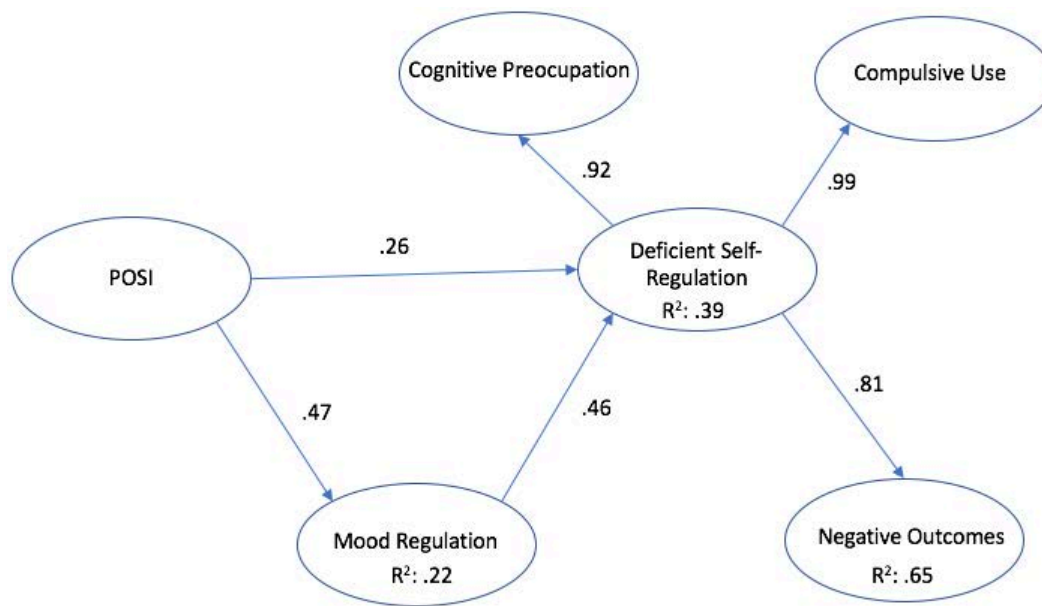 Cognitive Preocupation
Compulsive Use
.92
.99
POSI
.26
Deficient Self-
Regulation
R²: .39
.47
.46
.81
Mood Regulation
R²: .22
Negative Outcomes
R²: .65